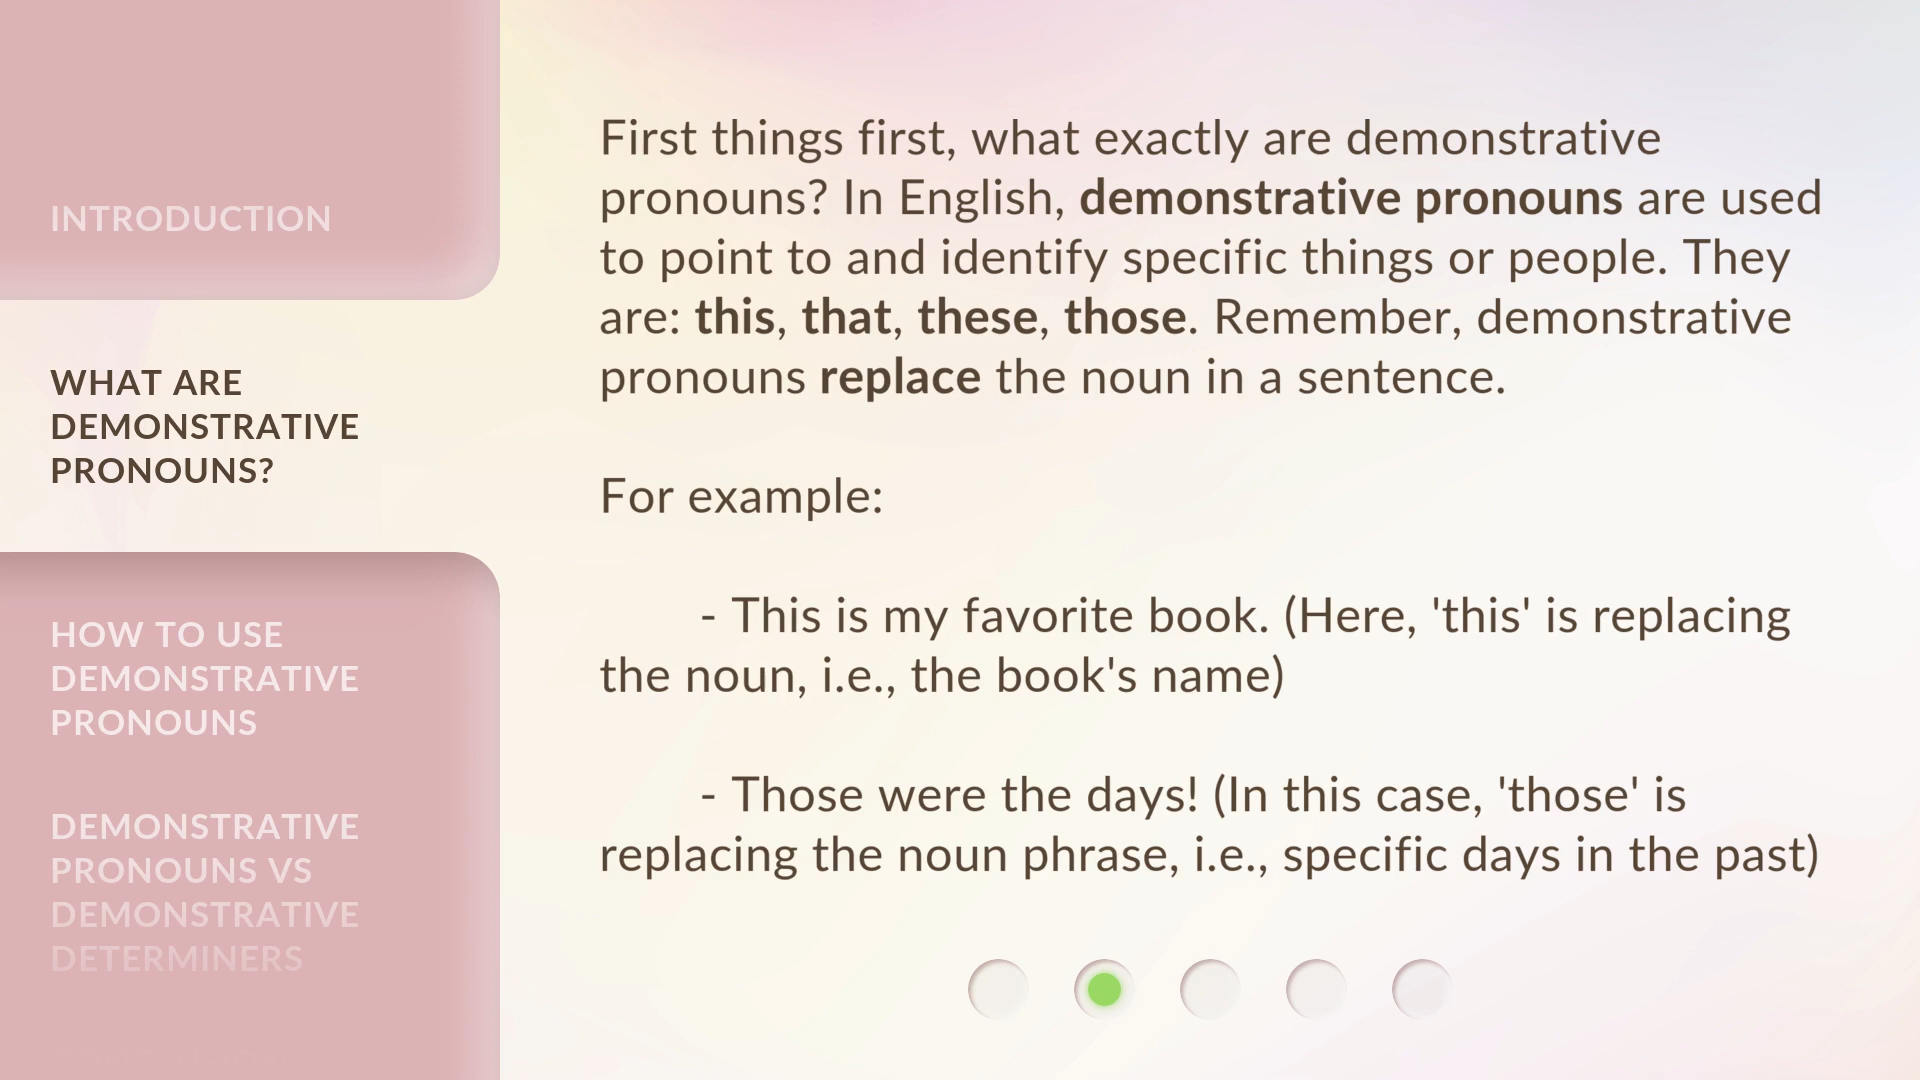 INTRODUCTION
WHAT ARE
DEMONSTRATIVE
PRONOUNS?
HOW TO USE
DEMONSTRATIVE
PRONOUNS
DEMONSTRATIVE
PRONOUNS VS
DEMONSTRATIVE
DETERMINERS
First things first, what exactly are demonstrative
pronouns? In English, demonstrative pronouns are used
to point to and identify specific things or people. They
are: this, that, these, those. Remember, demonstrative
pronouns replace the noun in a sentence.
For example:
- This is my favorite book. (Here, 'this' is replacing
the noun, i.e., the book's name)
- Those were the days! (In this case, 'those' is
replacing the noun phrase, i.e., specific days in the past)